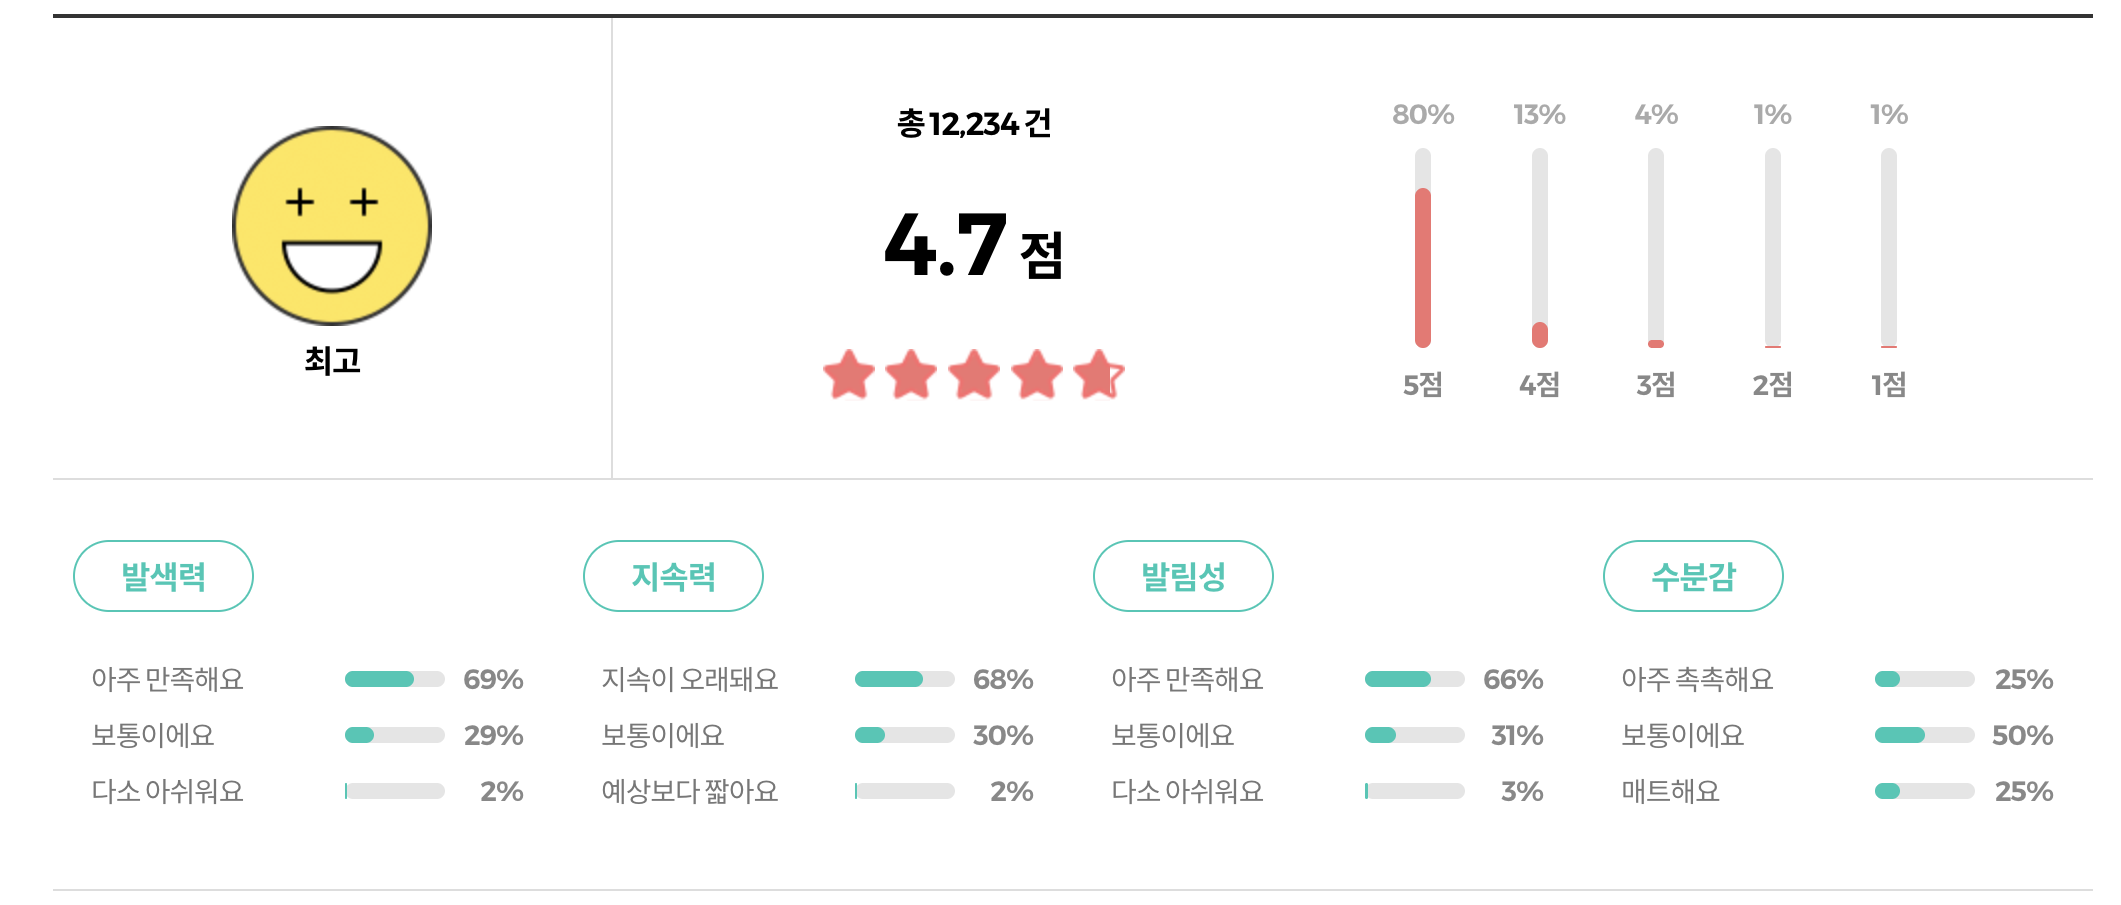 최고
총 12,234 건
4.7 점
80% 13% 4% 1% 1%
5점 4점 3점 2점 1점
발색력
아주 만족해요 69%
보통이에요 29%
다소 아쉬워요 2%
지속력
지속이 오래돼요 68%
보통이에요 30%
예상보다 짧아요 2%
발림성
아주 만족해요 66%
보통이에요 31%
다소 아쉬워요 3%
수분감
아주 촉촉해요 25%
보통이에요 50%
매트해요 25%